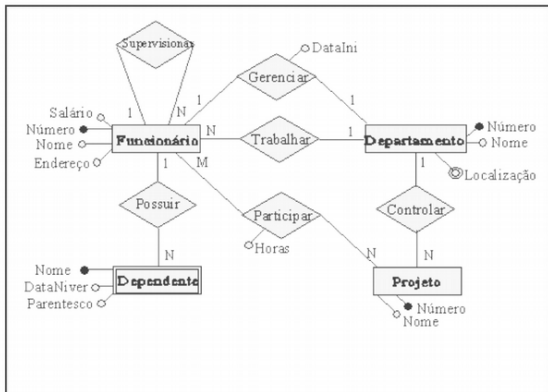 Supervisionar
DataIni
Gerenciar
1
1
Salário
Número
Nome
Endereço
1
N
Funcionário
N
Trabalhar
1
Departamento
Número
Nome
Localização
M
1
1
Possuir
Participar
Horas
Controlar
N
N
N
Nome
DataNiver
Parentesco
Dependente
Projeto
Número
Nome